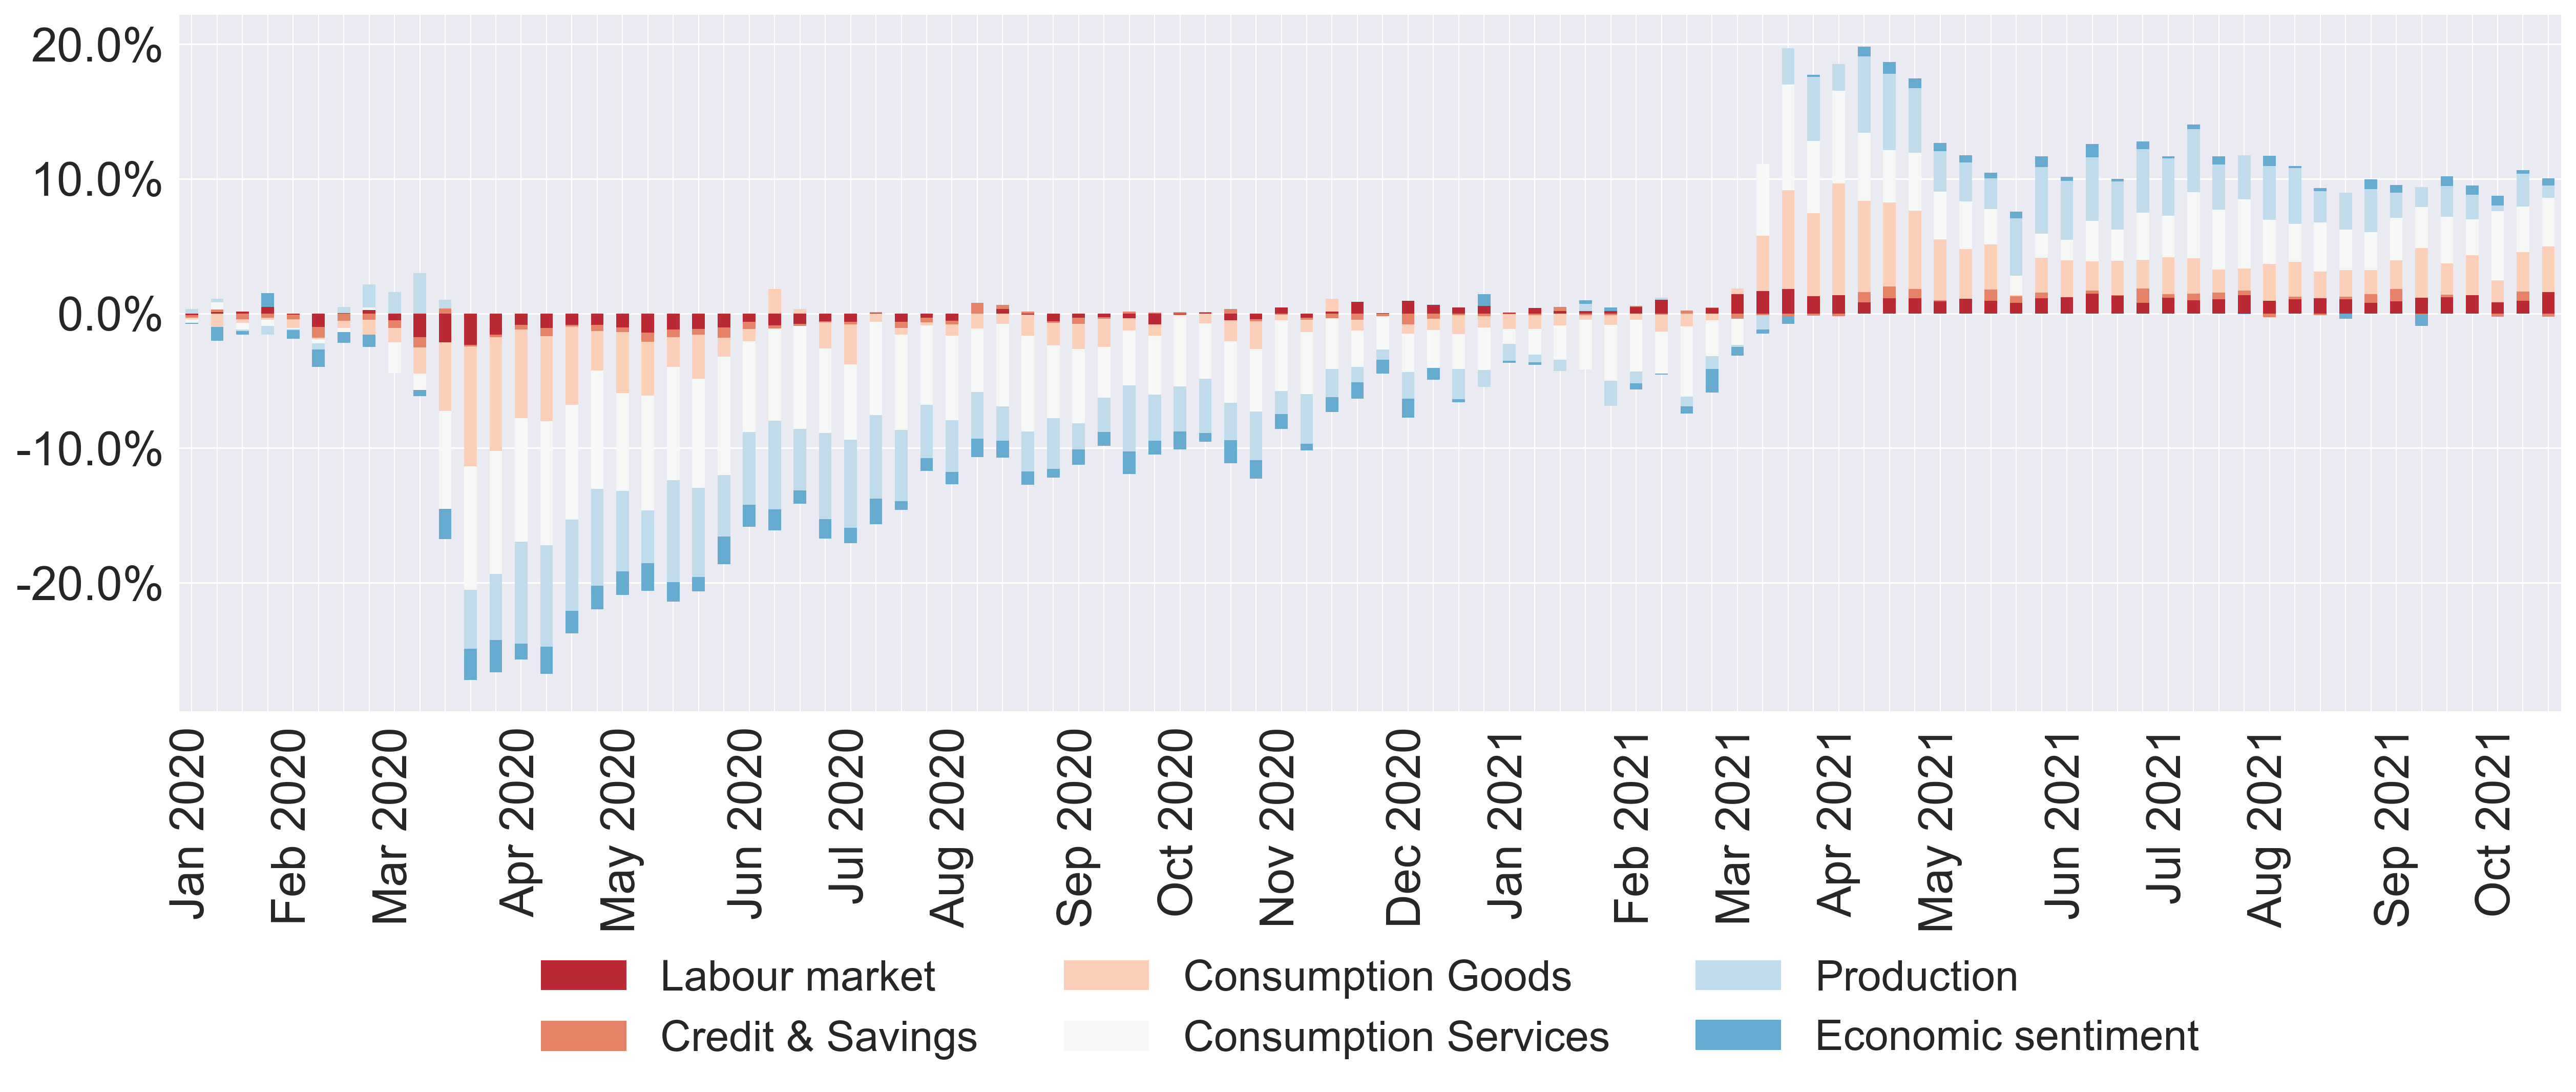 20.0%
10.0%
0.0%
-10.0%
-20.0%
Jan 2020
Feb 2020
Mar 2020
Apr 2020
May 2020
Jun 2020
Jul 2020
Aug 2020
Sep 2020
Oct 2020
Nov 2020
Dec 2020
Jan 2021
Feb 2021
Mar 2021
Apr 2021
May 2021
Jun 2021
Jul 2021
Aug 2021
Sep 2021
Oct 2021
Labour market
Consumption Goods
Production
Credit & Savings
Consumption Services
Economic sentiment